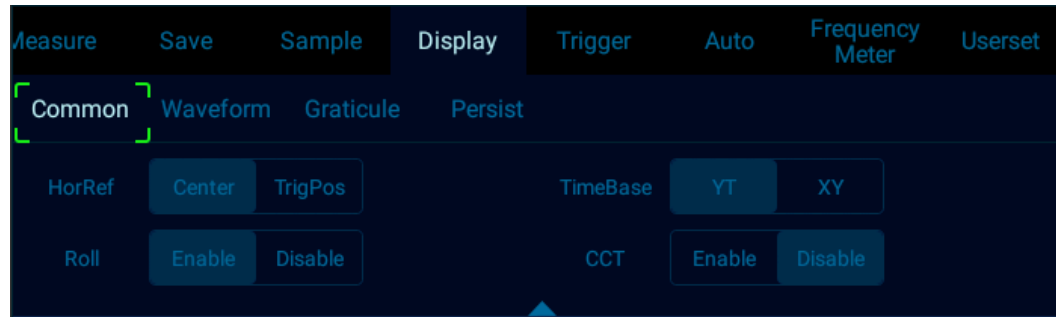 Measure Save Sample Display Trigger Auto Frequency Meter Userset
Common Waveform Graticule Persist
HorRef Center TrigPos TimeBase YT XY
Roll Enable Disable CCT Enable Disable